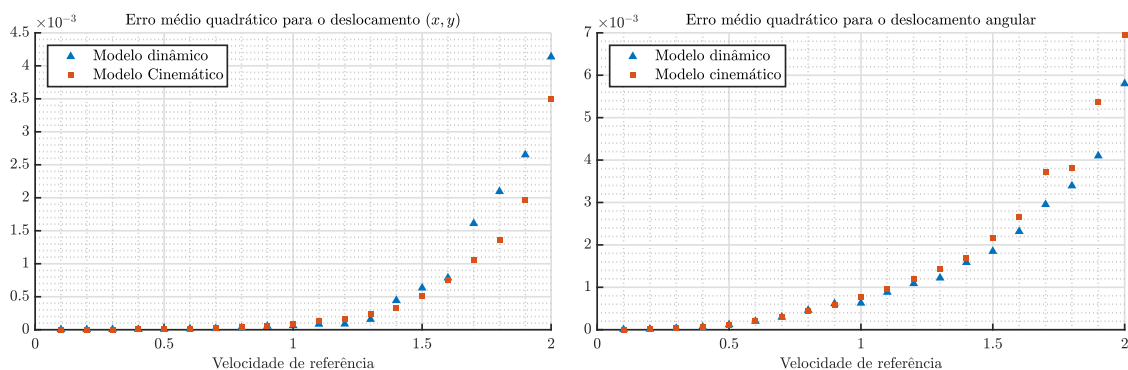 ×10⁻³ Erro médio quadrático para o deslocamento (x, y)
4.5
4
3.5
3
2.5
2
1.5
1
0.5
0
Modelo dinâmico
Modelo Cinemático
0 0.5 1 1.5 2
Velocidade de referência
×10⁻³ Erro médio quadrático para o deslocamento angular
7
6
5
4
3
2
1
0
Modelo dinâmico
Modelo cinemático
0 0.5 1 1.5 2
Velocidade de referência